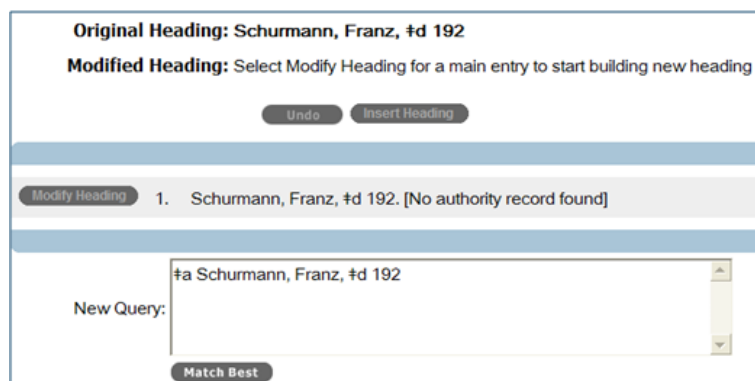 Original Heading: Schurmann, Franz, ‡d 192
Modified Heading: Select Modify Heading for a main entry to start building new heading
Undo Insert Heading
Modify Heading 1. Schurmann, Franz, ‡d 192. [No authority record found]
‡a Schurmann, Franz, ‡d 192
New Query:
Match Best